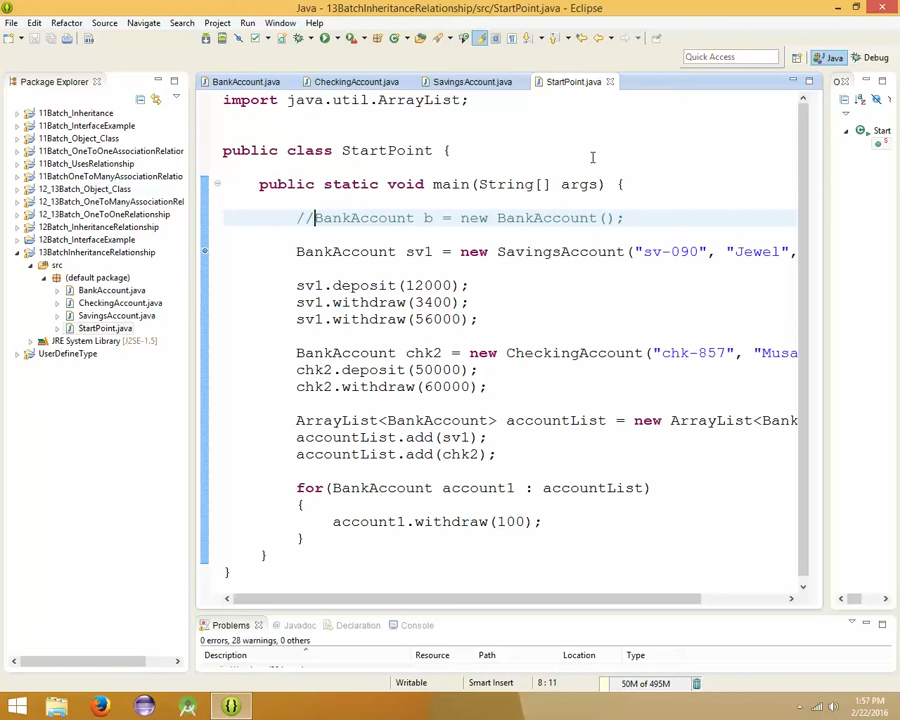 Java - 13BatchInheritanceRelationship/src/StartPoint.java - Eclipse
File Edit Refactor Source Navigate Search Project Run Window Help
Quick Access
Java
Debug
Package Explorer
BankAccount.java
CheckingAccount.java
SavingsAccount.java
StartPoint.java
11Batch_Inheritance
11Batch_InterfaceExample
11Batch_Object_Class
11Batch_OneToOneAssociationRelation
11Batch_UsesRelationship
11BatchOneToManyAssociationRelatio
12_13Batch_Object_Class
12_OneToManyAssociationRelationship
12_OneToOneRelationship
12BatchInheritanceRelationship
12Batch_InterfaceExample
13BatchInheritanceRelationship
src
(default package)
BankAccount.java
CheckingAccount.java
SavingsAccount.java
StartPoint.java
JRE System Library [J2SE-1.5]
UserDefineType
import java.util.ArrayList;
public class StartPoint {
public static void main(String[] args) {
//BankAccount b = new BankAccount();
BankAccount sv1 = new SavingsAccount("sv-090", "Jewel",
sv1.deposit(12000);
sv1.withdraw(3400);
sv1.withdraw(56000);
BankAccount chk2 = new CheckingAccount("chk-857", "Musa
chk2.deposit(50000);
chk2.withdraw(60000);
ArrayList<BankAccount> accountList = new ArrayList<Bank
accountList.add(sv1);
accountList.add(chk2);
for(BankAccount account1 : accountList)
{
account1.withdraw(100);
}
}
}
Start
Problems
Javadoc
Declaration
Console
0 errors, 28 warnings, 0 others
Description Resource Path Location Type
Writable
Smart Insert
8 : 11
50M of 495M
1:57 PM
2/22/2016